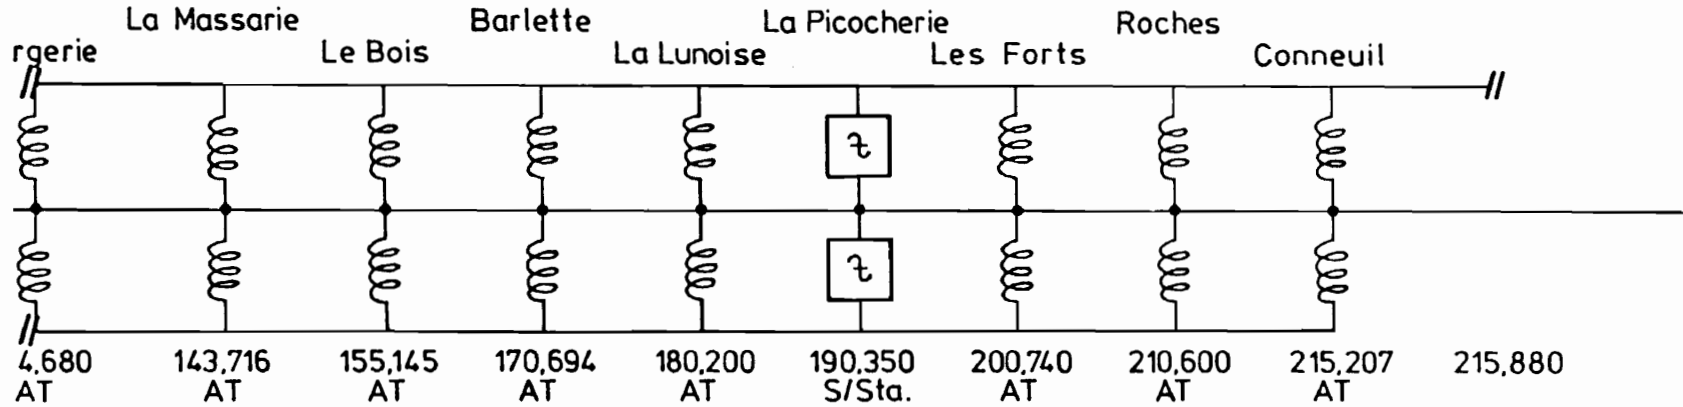 La Massarie Barlette La Picocherie Roches
rgerie Le Bois La Lunoise Les Forts Conneuil
4,680 143,716 155,145 170,694 180,200 190,350 200,740 210,600 215,207 215,880
AT AT AT AT AT S/Sta. AT AT AT